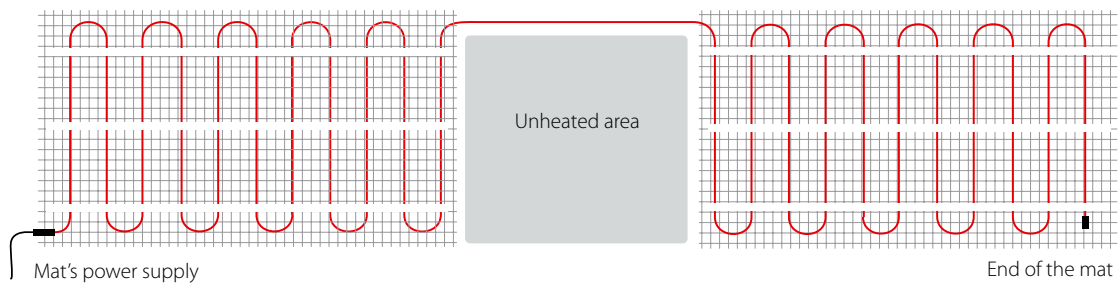 Unheated area
Mat's power supply
End of the mat